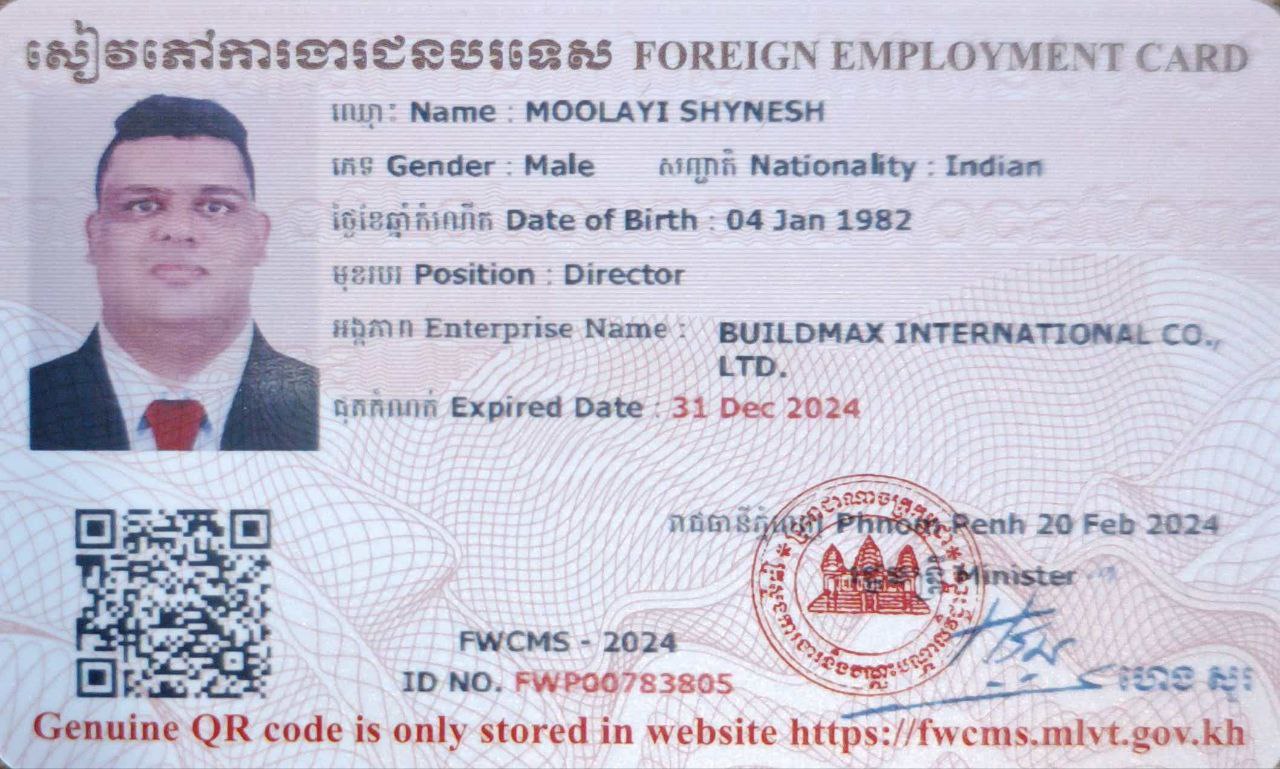 សៀវភៅការងារជនបរទេស FOREIGN EMPLOYMENT CARD
ឈ្មោះ Name : MOOLAYI SHYNESH
ភេទ Gender : Male សញ្ជាតិ Nationality : Indian
ថ្ងៃខែឆ្នាំកំណើត Date of Birth : 04 Jan 1982
មុខរបរ Position : Director
អង្គភាព Enterprise Name : BUILDMAX INTERNATIONAL CO.,
LTD.
ផុតកំណត់ Expired Date : 31 Dec 2024
រាជធានីភ្នំពេញ Phnom Penh 20 Feb 2024
Minister
FWCMS - 2024
ហេង សួរ
ID NO. FWP00783805
Genuine QR code is only stored in website https://fwcms.mlvt.gov.kh